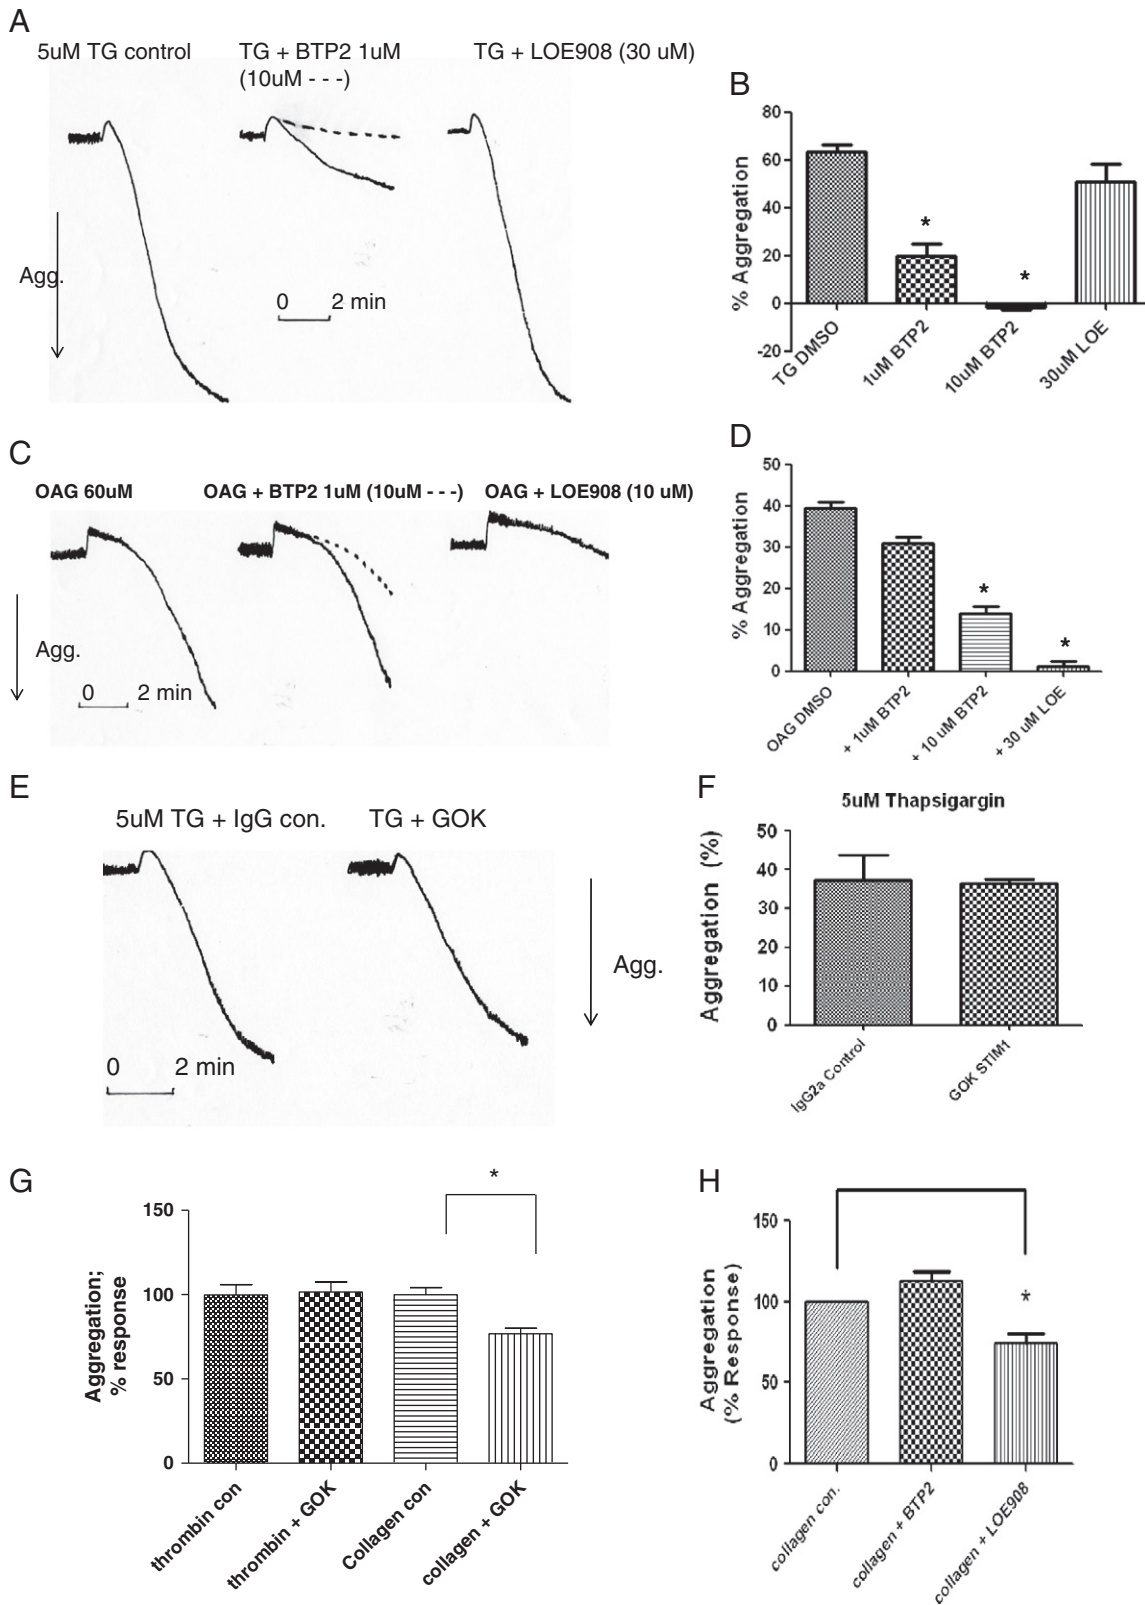 A
5uM TG control
TG + BTP2 1uM
(10uM - - -)
TG + LOE908 (30 uM)
Agg.
0 2 min
B
% Aggregation
80
60
40
20
0
-20
*
*
TG DMSO
1uM BTP2
10uM BTP2
30uM LOE
C
OAG 60uM
OAG + BTP2 1uM (10uM - - -)
OAG + LOE908 (10 uM)
Agg.
0 2 min
D
% Aggregation
50
40
30
20
10
0
*
*
OAG DMSO
+ 1uM BTP2
+ 10 uM BTP2
+ 30 uM LOE
E
5uM TG + IgG con.
TG + GOK
Agg.
0 2 min
F
5uM Thapsigargin
Aggregation (%)
50
40
30
20
10
0
IgG2a Control
GOK STIM1
G
Aggregation;
% response
150
100
50
0
*
thrombin con
thrombin + GOK
Collagen con
collagen + GOK
H
Aggregation
(% Response)
150
100
50
0
*
collagen con.
collagen + BTP2
collagen + LOE908